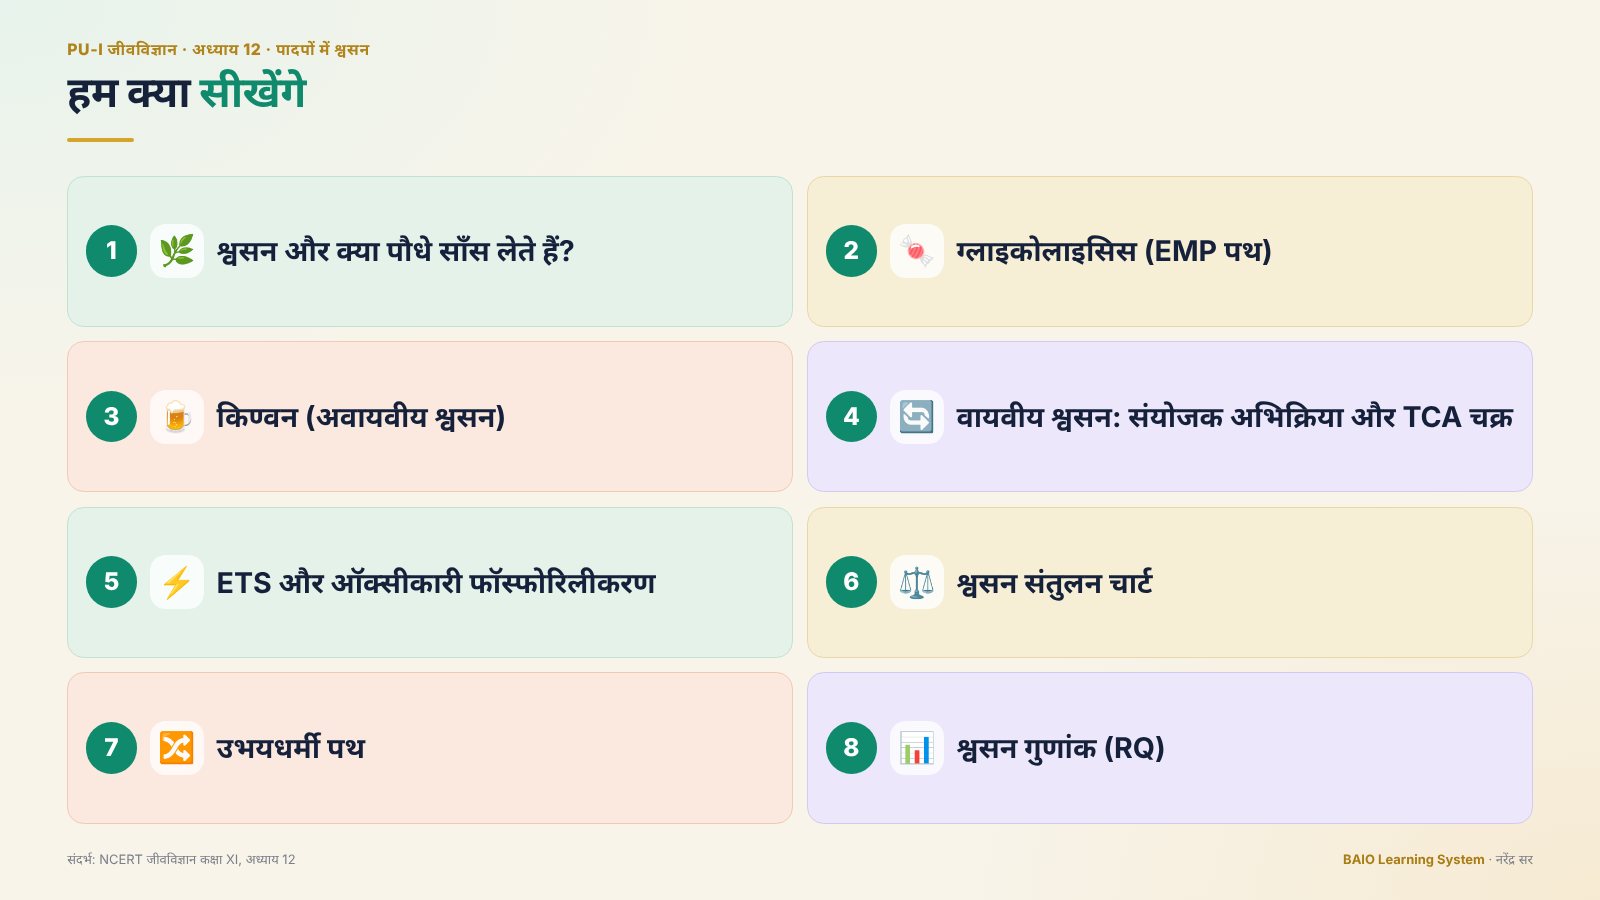 PU-I जीवविज्ञान · अध्याय 12 · पादपों में श्वसन
हम क्या सीखेंगे
1 श्वसन और क्या पौधे साँस लेते हैं?
2 ग्लाइकोलाइसिस (EMP पथ)
3 किण्वन (अवायवीय श्वसन)
4 वायवीय श्वसन: संयोजक अभिक्रिया और TCA चक्र
5 ETS और ऑक्सीकारी फॉस्फोरिलीकरण
6 श्वसन संतुलन चार्ट
7 उभयधर्मी पथ
8 श्वसन गुणांक (RQ)
संदर्भ: NCERT जीवविज्ञान कक्षा XI, अध्याय 12
BAIO Learning System · नरेंद्र सर